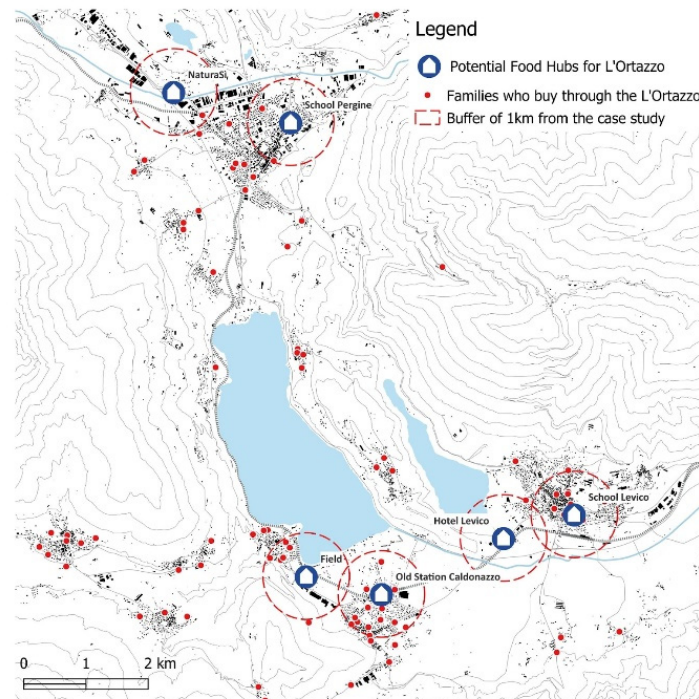 Legend
Potential Food Hubs for L'Ortazzo
Families who buy through the L'Ortazzo
Buffer of 1km from the case study
NaturaSì
School Pergine
School Levico
Hotel Levico
Field
Old Station Caldonazzo
0 1 2 km